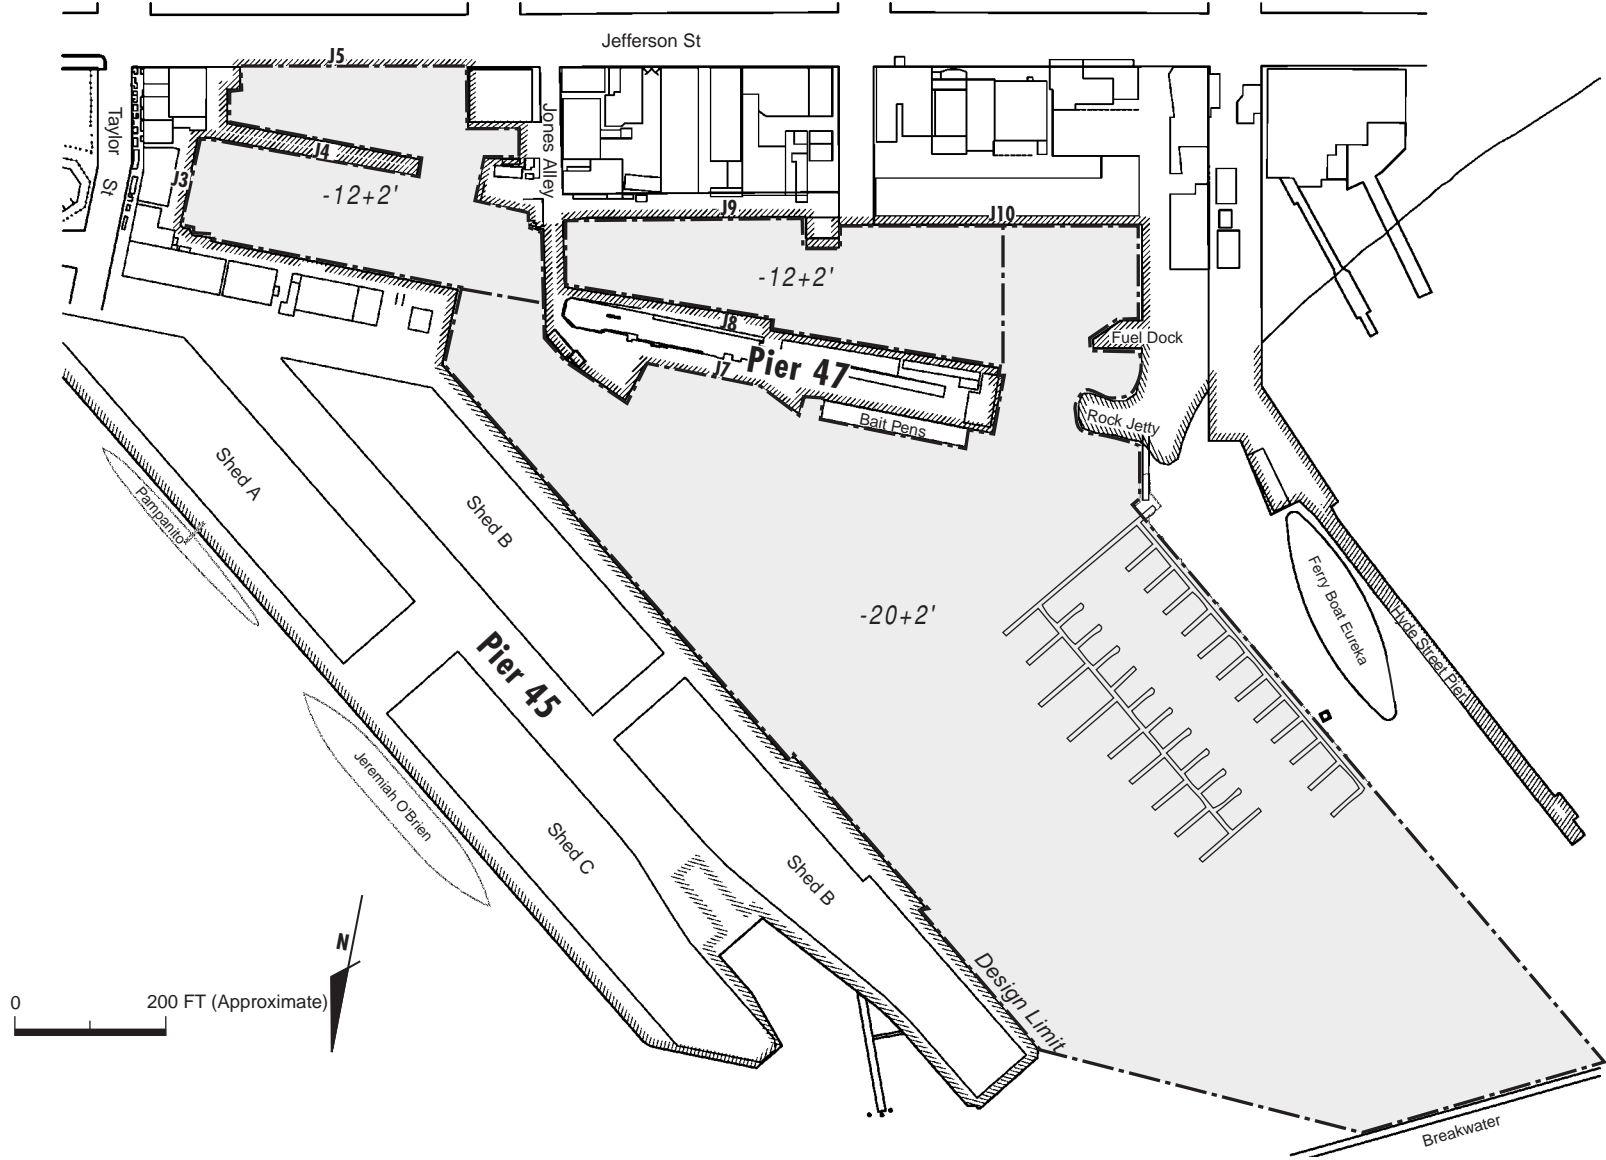 Jefferson St
J5
Taylor St
Jones Alley
J4
J3
-12+2'
J9
J10
-12+2'
J8
Fuel Dock
Pier 47
J7
Rock Jetty
Bait Pens
Shed A
Pampanito
Shed B
Ferry Boat Eureka
Hyde Street Pier
-20+2'
Pier 45
Jeremiah O'Brien
Shed C
Shed B
N
Design Limit
0 200 FT (Approximate)
Breakwater